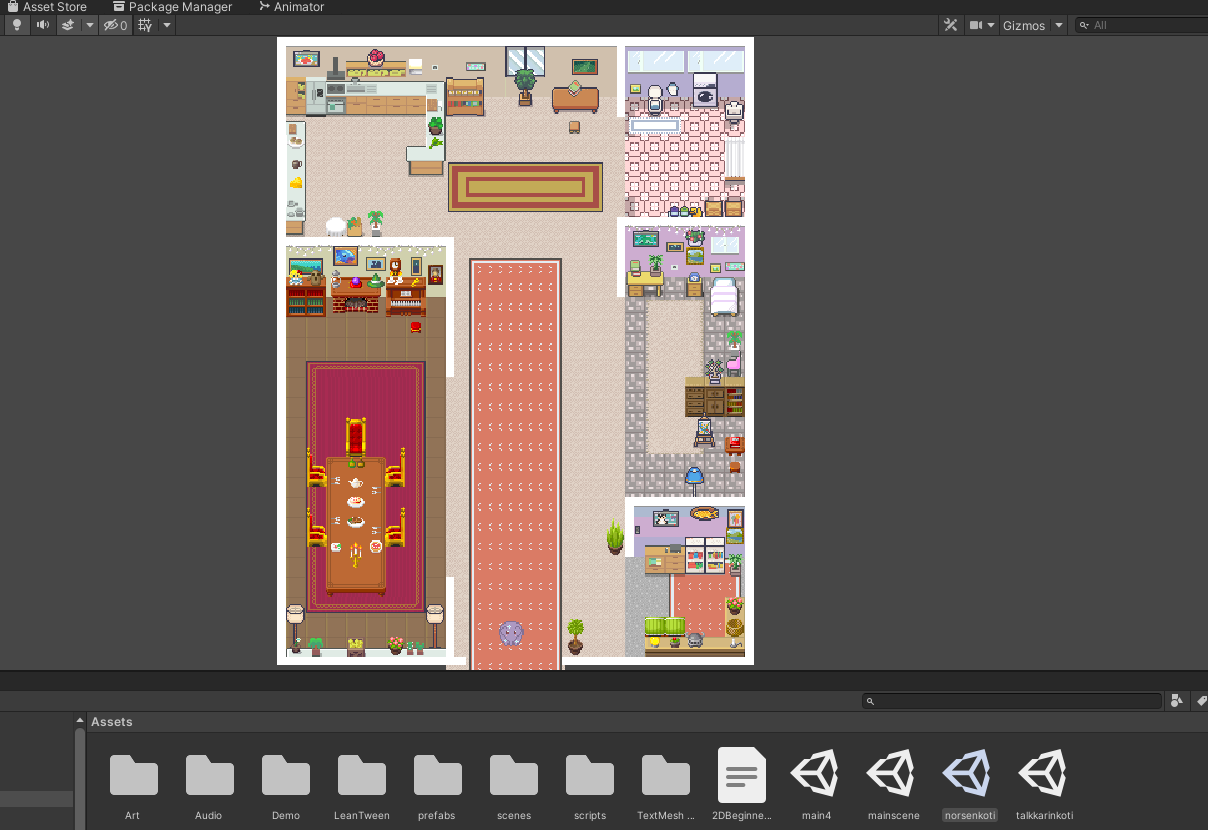 Asset Store
Package Manager
Animator
0
Gizmos
All
Assets
Art
Audio
Demo
LeanTween
prefabs
scenes
scripts
TextMesh ...
2DBeginne...
main4
mainscene
norsenkoti
talkkarinkoti